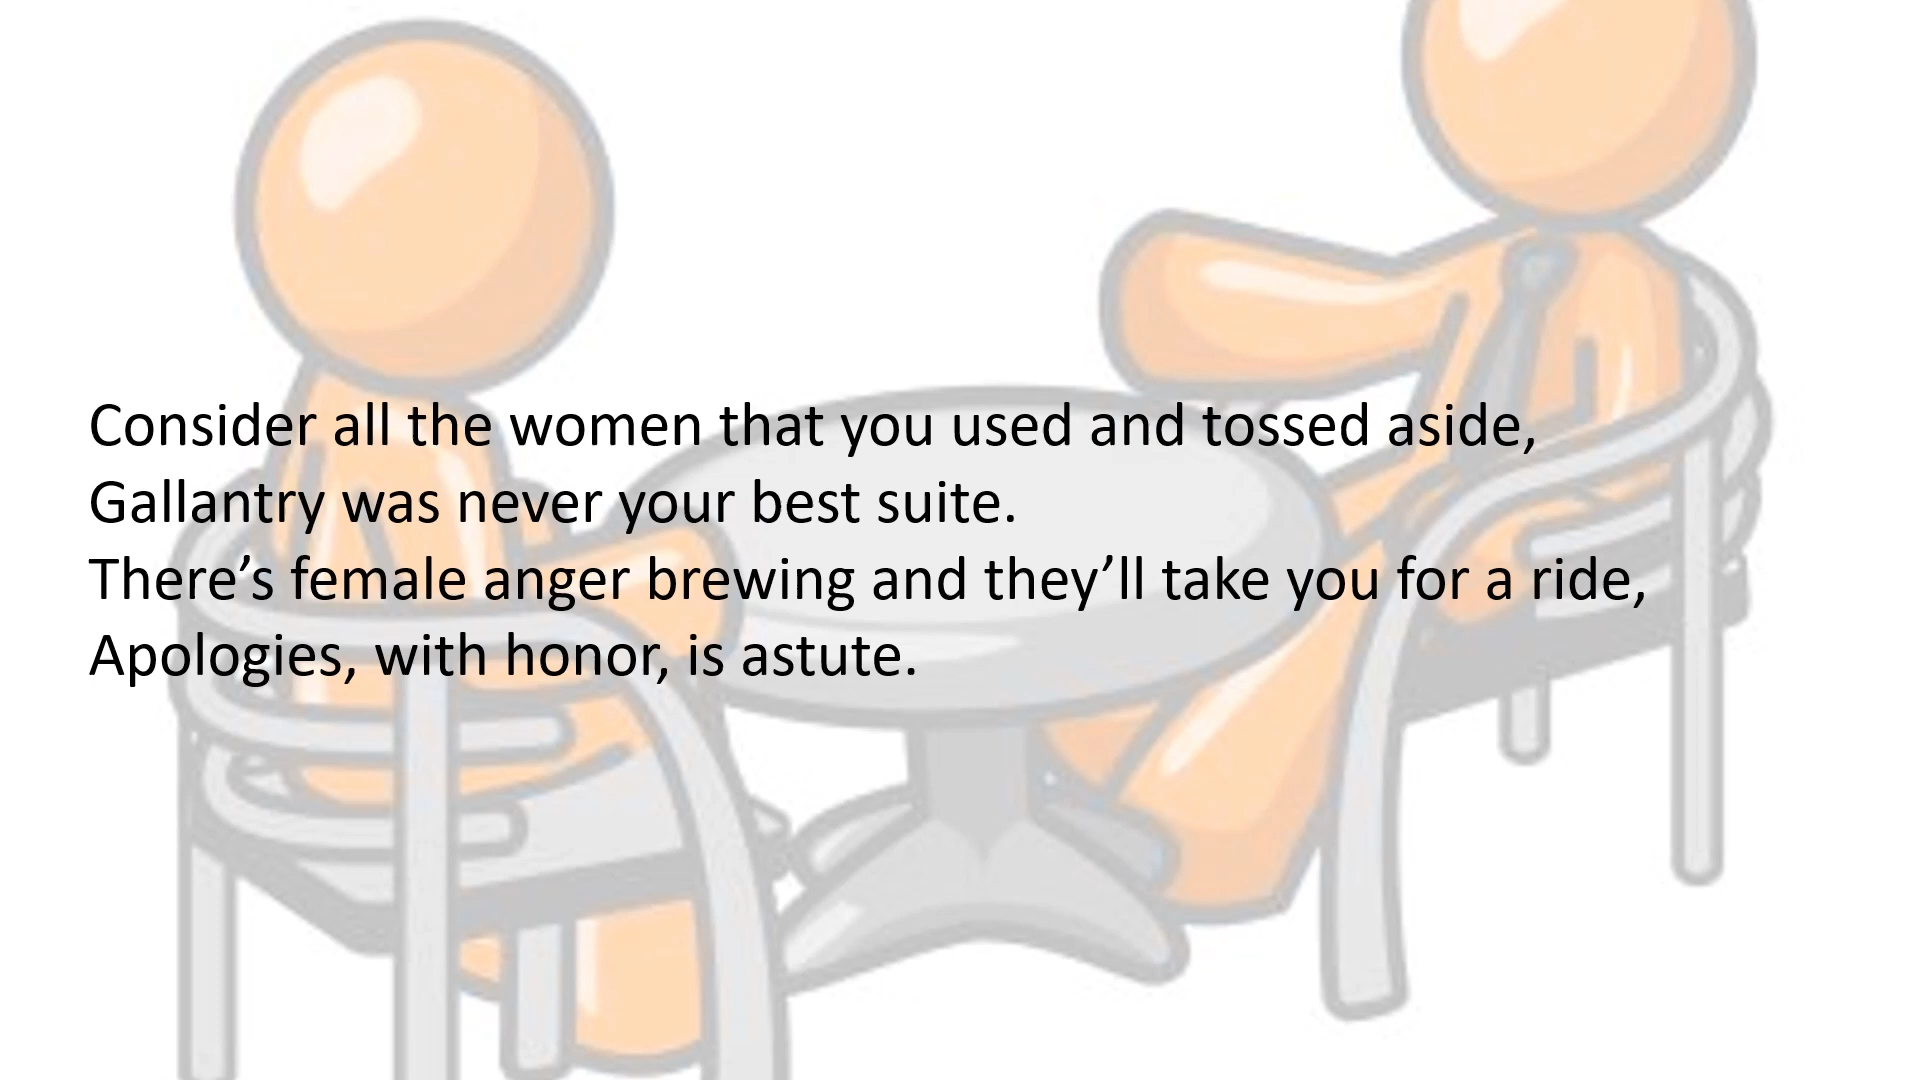 Consider all the women that you used and tossed aside,
Gallantry was never your best suite.
There’s female anger brewing and they’ll take you for a ride,
Apologies, with honor, is astute.